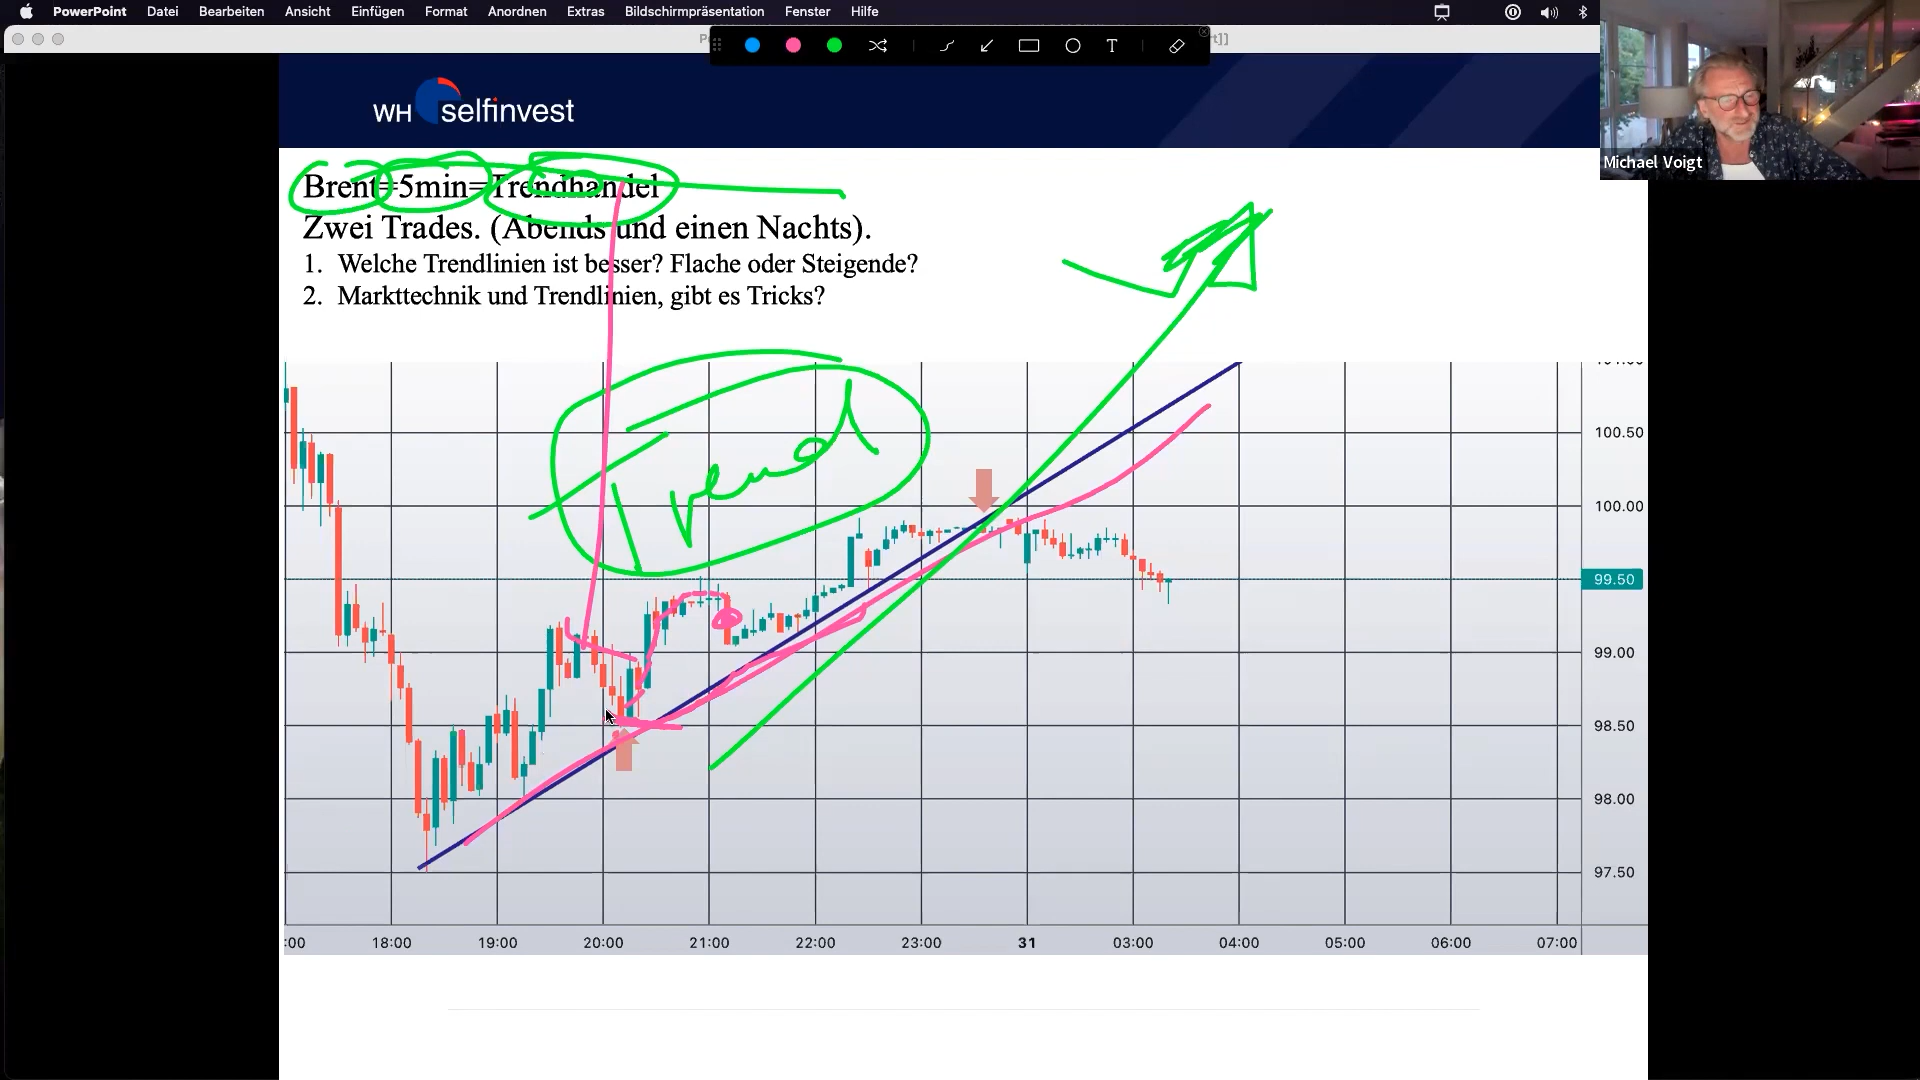 PowerPoint Datei Bearbeiten Ansicht Einfügen Format Anordnen Extras Bildschirmpräsentation Fenster Hilfe
T
rt]]
WH selfinvest
Michael Voigt
Brent=5min=Trendhandel
Zwei Trades. (Abends und einen Nachts).
1. Welche Trendlinien ist besser? Flache oder Steigende?
2. Markttechnik und Trendlinien, gibt es Tricks?
Trend
100.50
100.00
99.50
99.00
98.50
98.00
97.50
:00 18:00 19:00 20:00 21:00 22:00 23:00 31 03:00 04:00 05:00 06:00 07:00